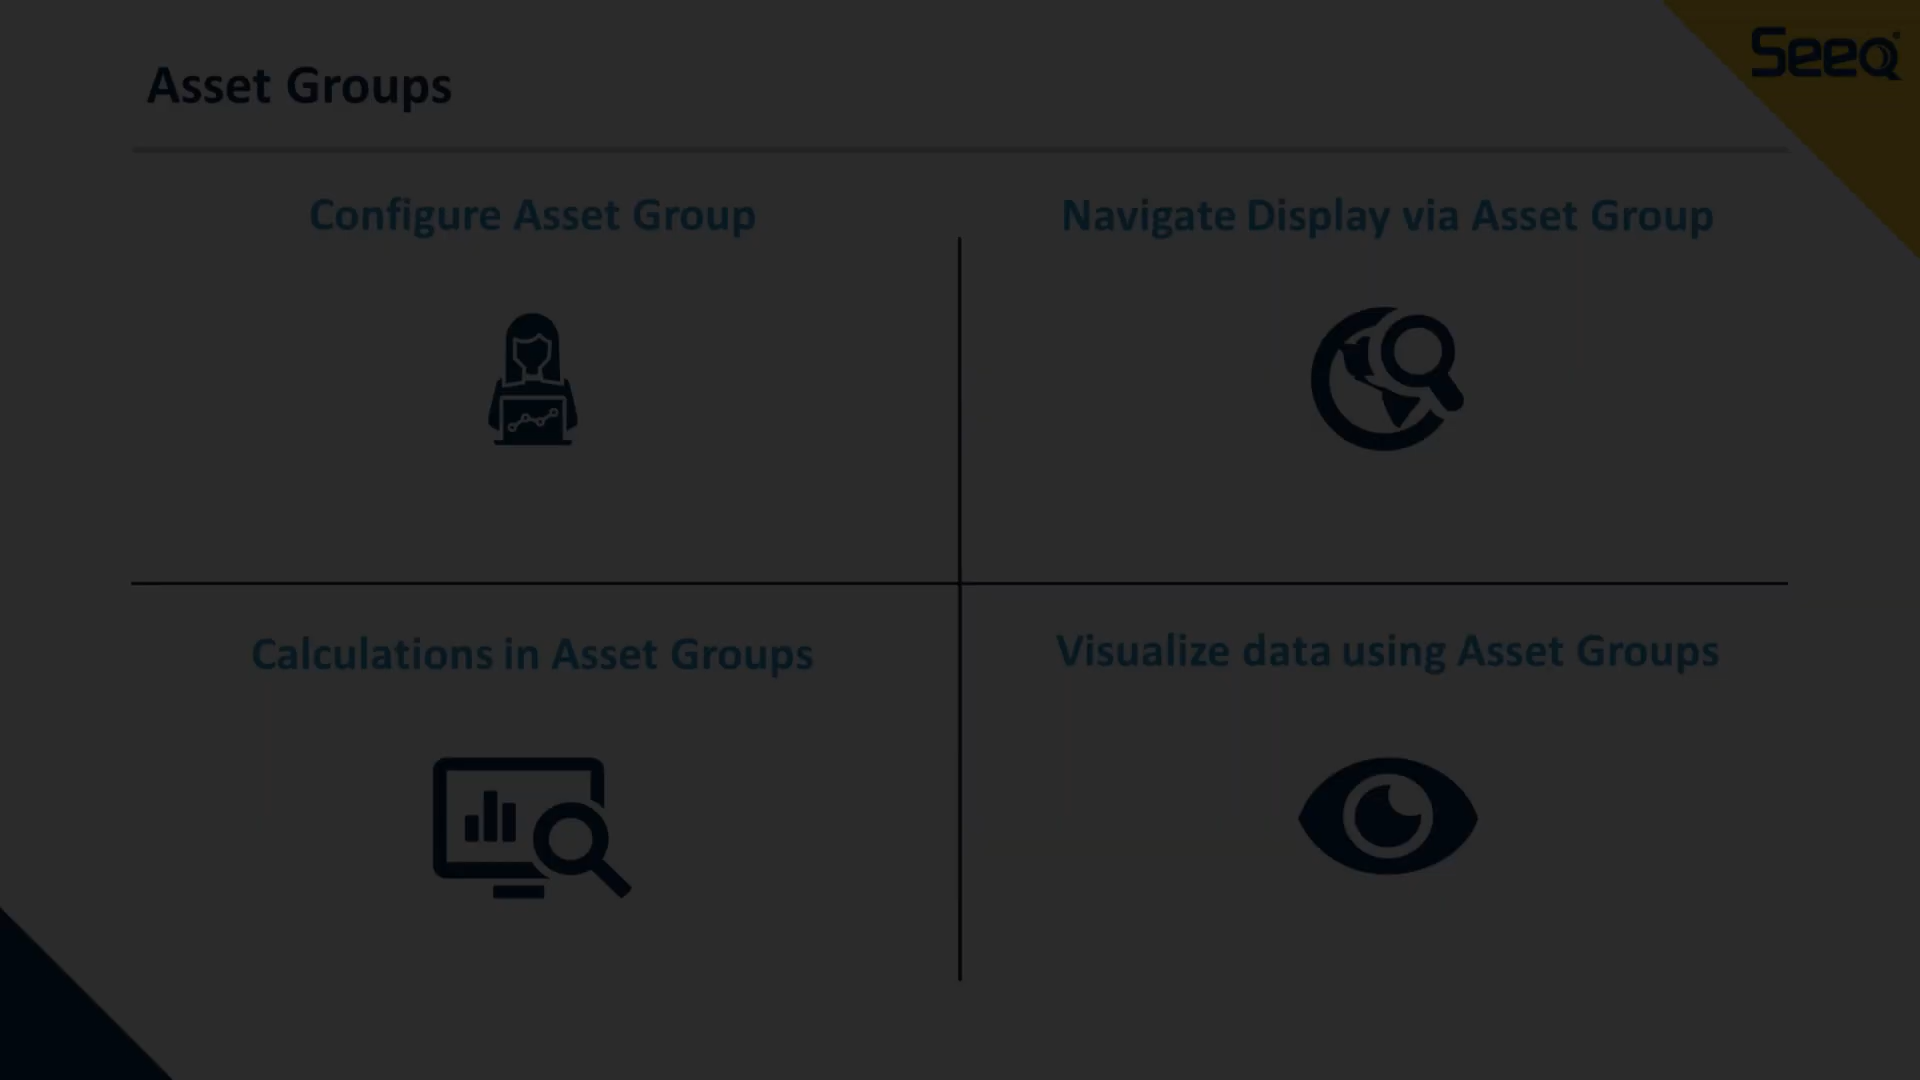 Asset Groups
Seeq
Configure Asset Group
Navigate Display via Asset Group
Calculations in Asset Groups
Visualize data using Asset Groups